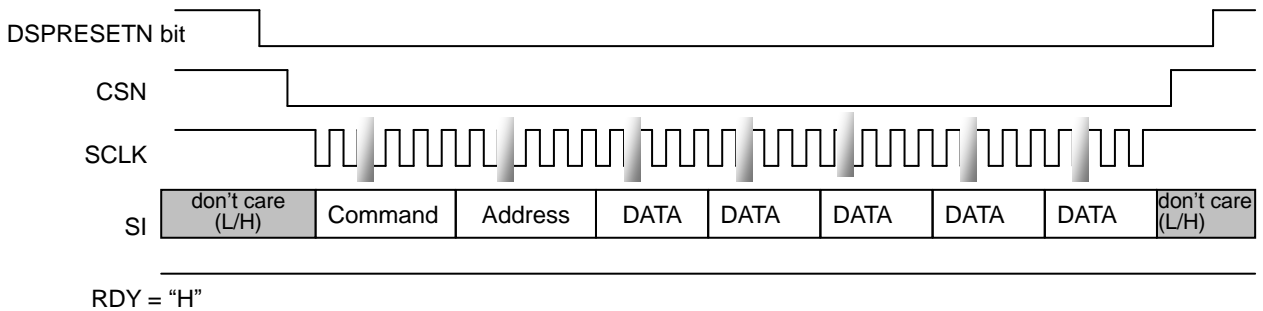 DSPRESETN bit
CSN
SCLK
SI
don't care
(L/H)
Command
Address
DATA
DATA
DATA
DATA
DATA
don't care
(L/H)
RDY = “H”